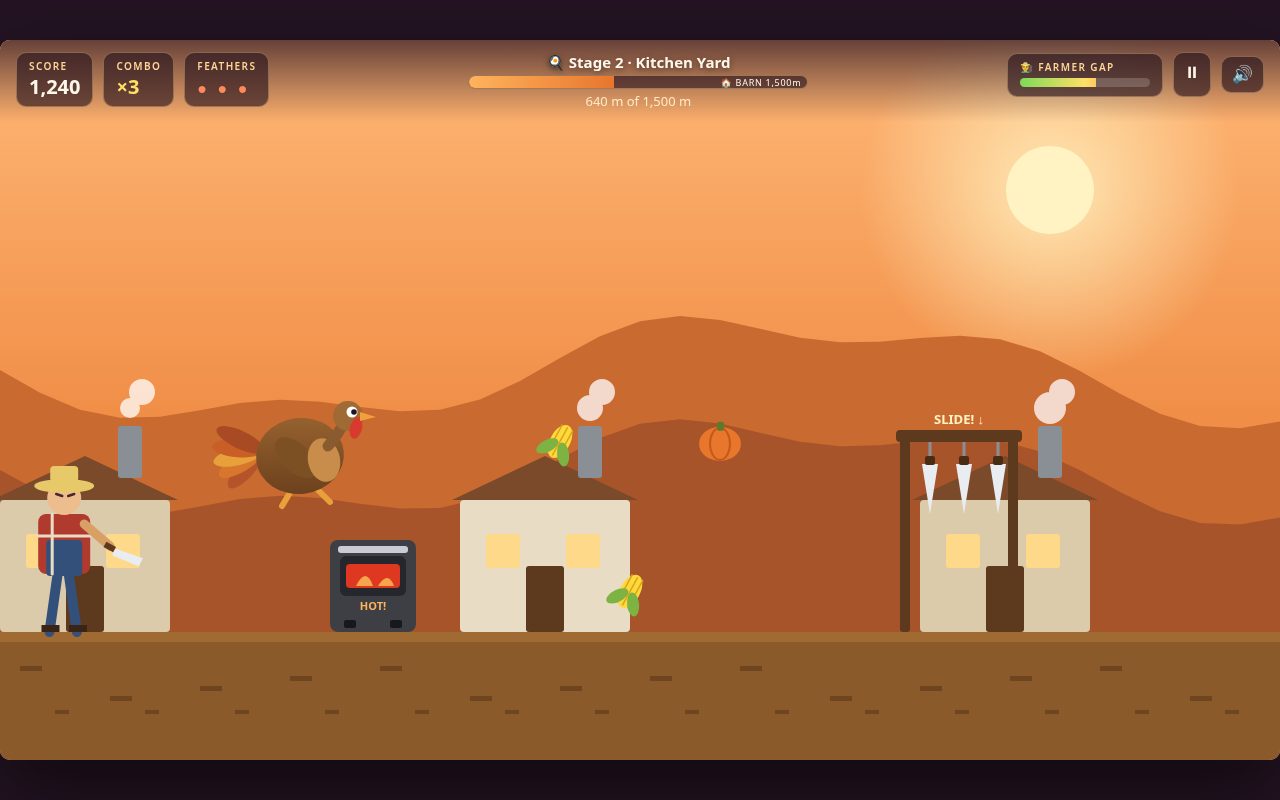 SCORE
1,240
COMBO
×3
FEATHERS
🍳 Stage 2 · Kitchen Yard
🏠 BARN 1,500m
640 m of 1,500 m
👨‍🌾 FARMER GAP
SLIDE! ↓
HOT!